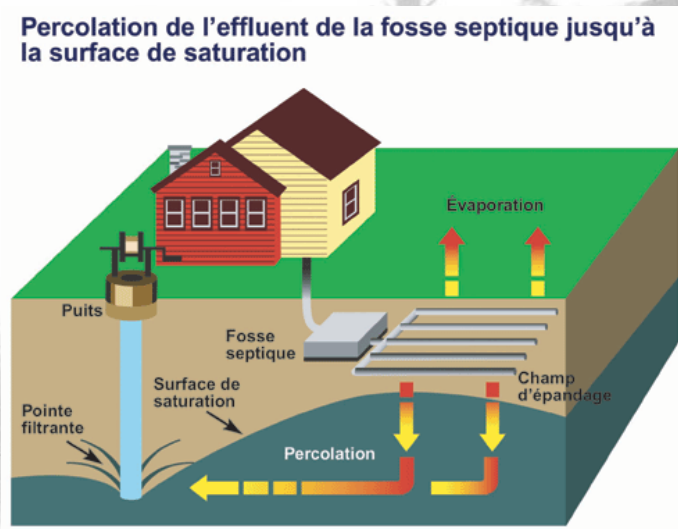 Percolation de l'effluent de la fosse septique jusqu'à
la surface de saturation
Évaporation
Puits
Fosse
septique
Champ
d'épandage
Surface de
saturation
Pointe
filtrante
Percolation